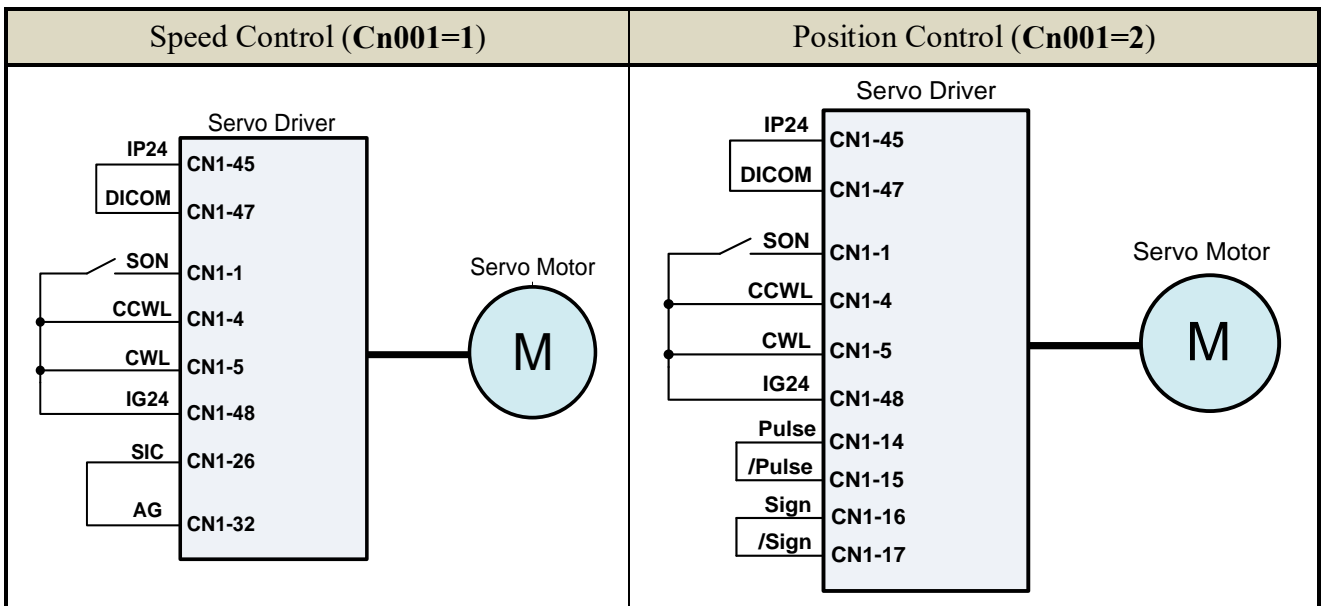 Speed Control (Cn001=1)
Position Control (Cn001=2)
Servo Driver
IP24 CN1-45
DICOM CN1-47
SON CN1-1
CCWL CN1-4
CWL CN1-5
IG24 CN1-48
SIC CN1-26
AG CN1-32
Servo Motor
M
Servo Driver
IP24 CN1-45
DICOM CN1-47
SON CN1-1
CCWL CN1-4
CWL CN1-5
IG24 CN1-48
Pulse CN1-14
/Pulse CN1-15
Sign CN1-16
/Sign CN1-17
Servo Motor
M